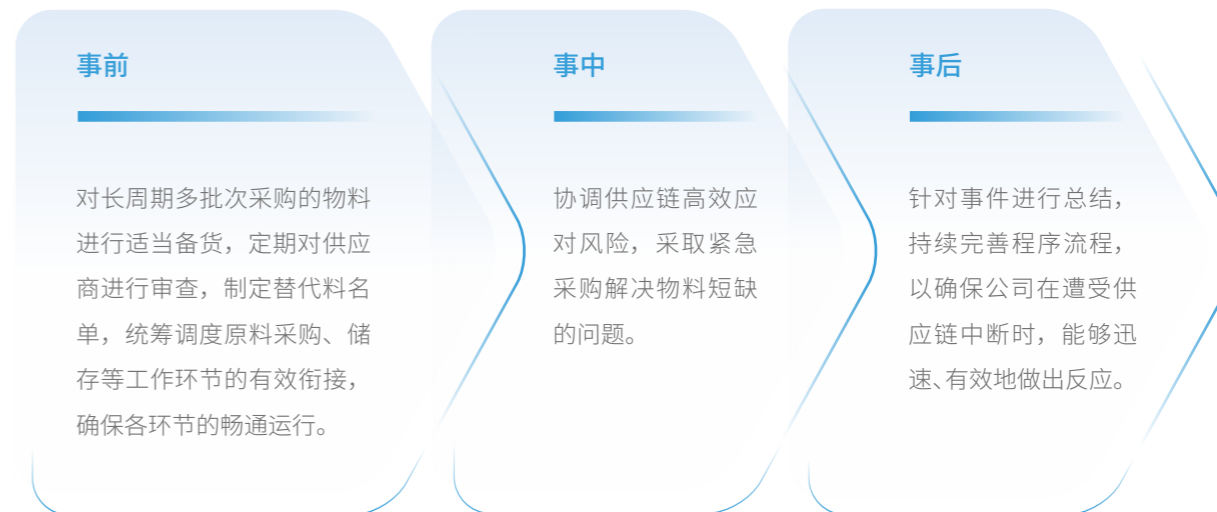 事前
对长周期多批次采购的物料
进行适当备货，定期对供应
商进行审查，制定替代料名
单，统筹调度原料采购、储
存等工作环节的有效衔接，
确保各环节的畅通运行。
事中
协调供应链高效应
对风险，采取紧急
采购解决物料短缺
的问题。
事后
针对事件进行总结，
持续完善程序流程，
以确保公司在遭受供
应链中断时，能够迅
速、有效地做出反应。